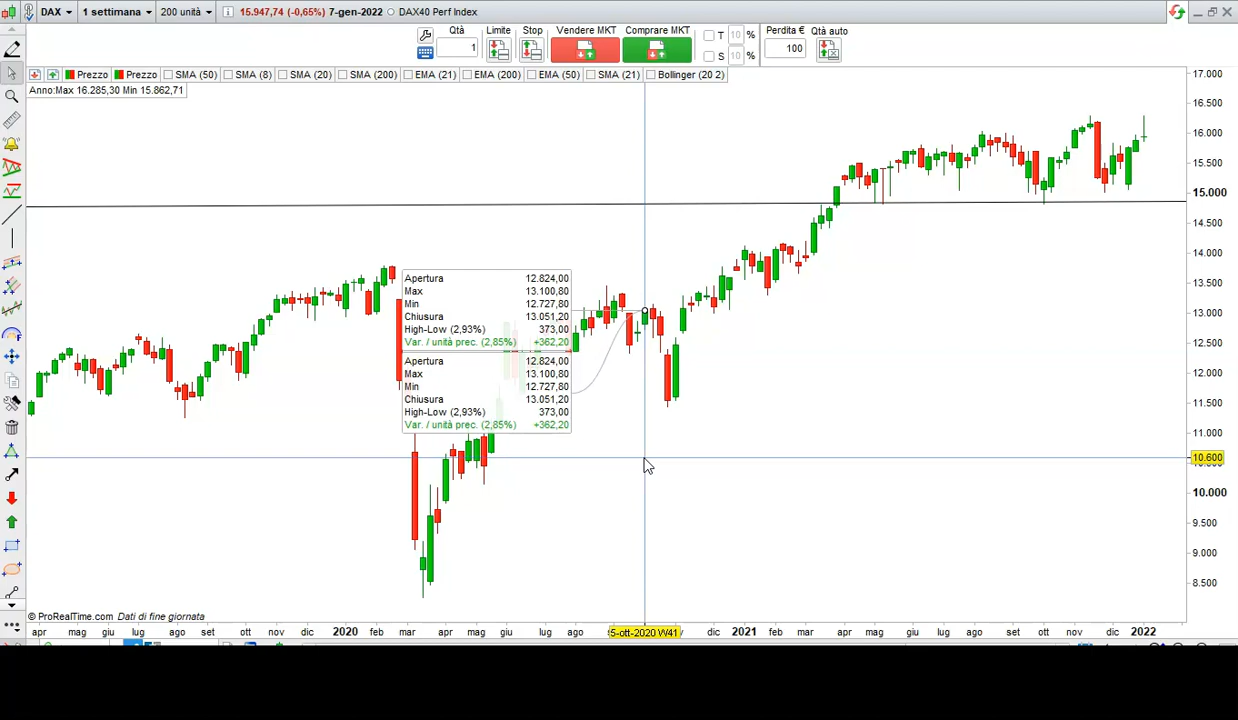 DAX 1 settimana 200 unità 15.947,74 (-0,65%) 7-gen-2022 DAX40 Perf Index
Qtà Limite Stop Vendere MKT Comprare MKT T 10 % Perdita € Qtà auto
1 S 10 % 100
Prezzo Prezzo SMA (50) SMA (8) SMA (20) SMA (200) EMA (21) EMA (200) EMA (50) SMA (21) Bolinger (20 2)
Anno:Max 16.285,30 Min 15.862,71
17.000
16.500
16.000
15.500
15.000
14.500
14.000
13.500
13.000
12.500
12.000
11.500
11.000
10.600
10.000
9.500
9.000
8.500
Apertura 12.824,00
Max 13.100,80
Min 12.727,80
Chiusura 13.051,20
High-Low (2,93%) 373,00
Var. / unità prec. (2,85%) +362,20
Apertura 12.824,00
Max 13.100,80
Min 12.727,80
Chiusura 13.051,20
High-Low (2,93%) 373,00
Var. / unità prec. (2,85%) +362,20
© ProRealTime.com Dati di fine giornata
apr mag giu lug ago set ott nov dic 2020 feb mar apr mag giu lug ago 5-ott-2020 W41 dic 2021 feb mar apr mag giu lug ago set ott nov dic 2022